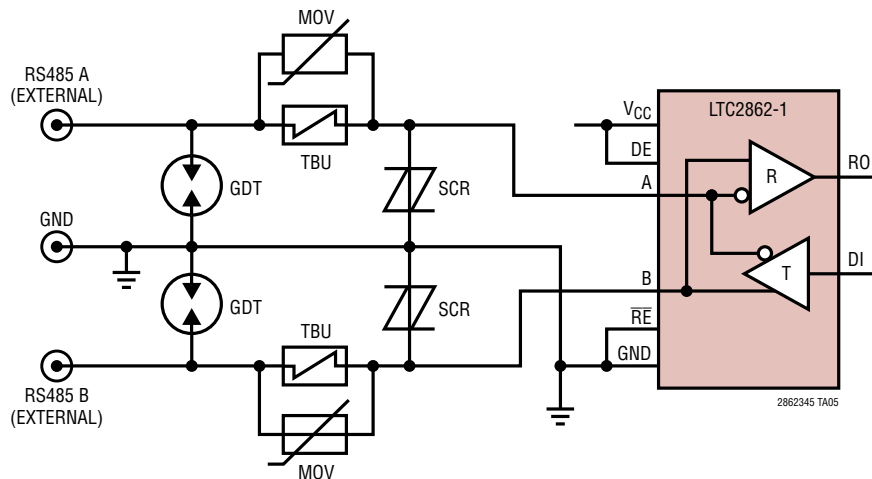 MOV
RS485 A
(EXTERNAL)
TBU
GDT
SCR
GND
GDT
SCR
TBU
RS485 B
(EXTERNAL)
MOV
LTC2862-1
VCC
DE
A
B
RE
GND
R
T
RO
DI
2862345 TA05